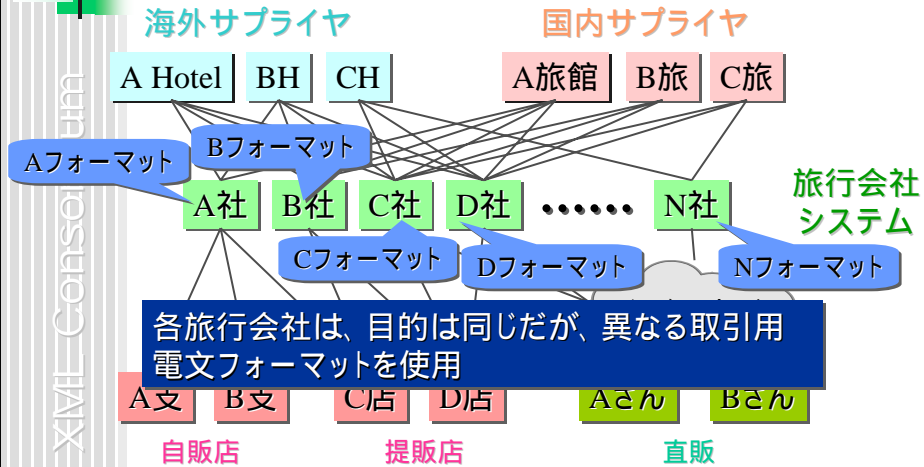 海外サプライヤ
国内サプライヤ
A Hotel
BH
CH
A旅館
B旅
C旅
Aフォーマット
Bフォーマット
A社
B社
C社
D社
••••••
N社
旅行会社
システム
Cフォーマット
Dフォーマット
Nフォーマット
各旅行会社は、目的は同じだが、異なる取引用
電文フォーマットを使用
A支
B支
C店
D店
Aさん
Bさん
自販店
提販店
直販